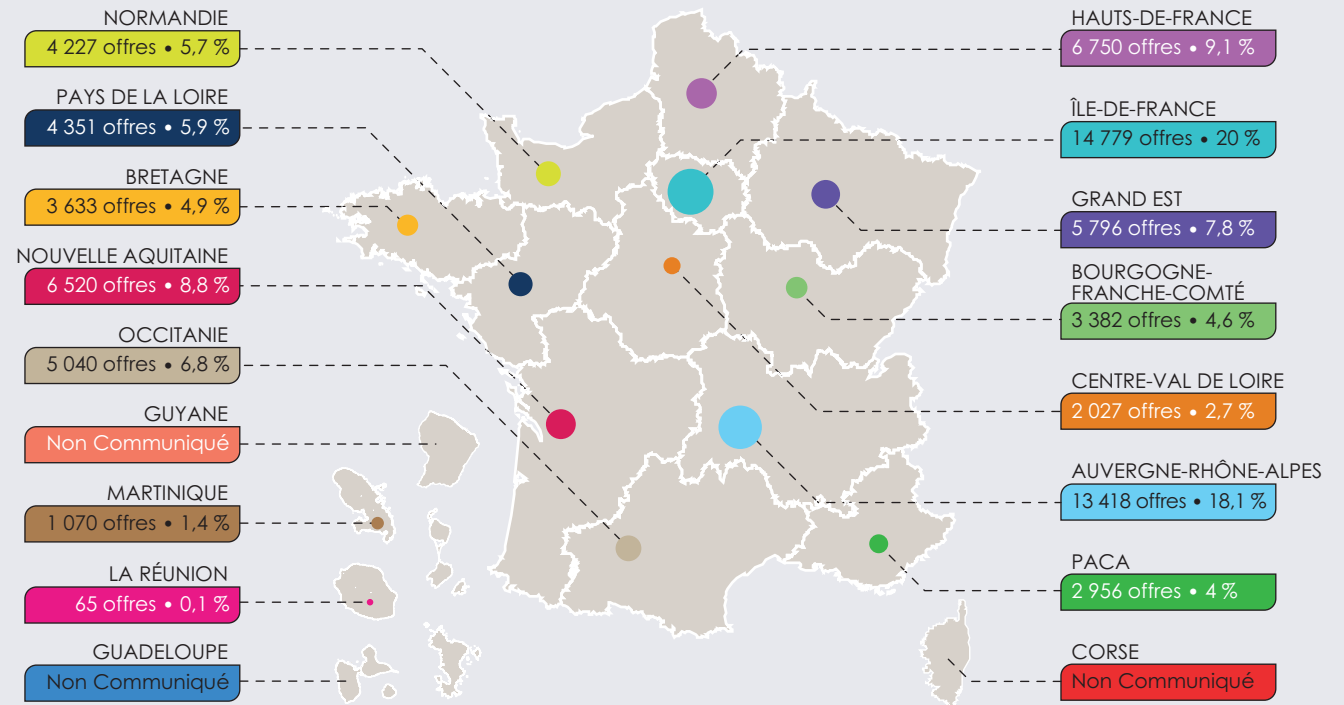 NORMANDIE
4 227 offres • 5,7 %
PAYS DE LA LOIRE
4 351 offres • 5,9 %
BRETAGNE
3 633 offres • 4,9 %
NOUVELLE AQUITAINE
6 520 offres • 8,8 %
OCCITANIE
5 040 offres • 6,8 %
GUYANE
Non Communiqué
MARTINIQUE
1 070 offres • 1,4 %
LA RÉUNION
65 offres • 0,1 %
GUADELOUPE
Non Communiqué
HAUTS-DE-FRANCE
6 750 offres • 9,1 %
ÎLE-DE-FRANCE
14 779 offres • 20 %
GRAND EST
5 796 offres • 7,8 %
BOURGOGNE-
FRANCHE-COMTÉ
3 382 offres • 4,6 %
CENTRE-VAL DE LOIRE
2 027 offres • 2,7 %
AUVERGNE-RHÔNE-ALPES
13 418 offres • 18,1 %
PACA
2 956 offres • 4 %
CORSE
Non Communiqué